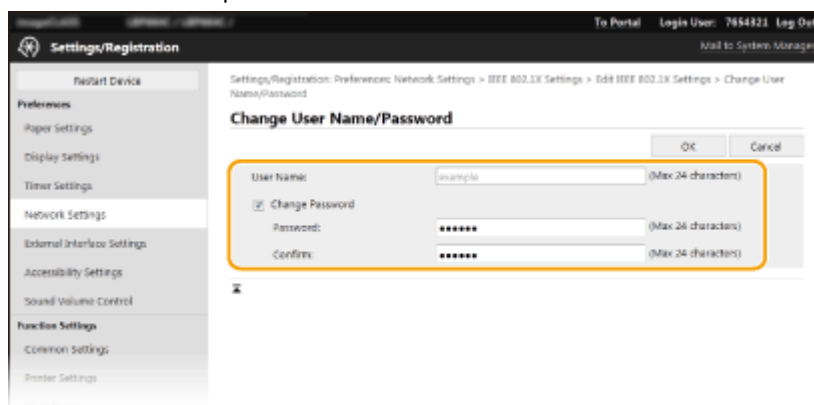 To Portal Login User: 7654321 Log Out
Settings/Registration
Mail to System Manager
Restart Device
Preferences
Paper Settings
Display Settings
Timer Settings
Network Settings
External Interface Settings
Accessibility Settings
Sound Volume Control
Function Settings
Common Settings
Printer Settings
Settings/Registration: Preferences: Network Settings > IEEE 802.1X Settings > Edit IEEE 802.1X Settings > Change User
Name/Password
Change User Name/Password
OK Cancel
User Name: example (Max 24 characters)
Change Password
Password: •••••• (Max 24 characters)
Confirm: •••••• (Max 24 characters)